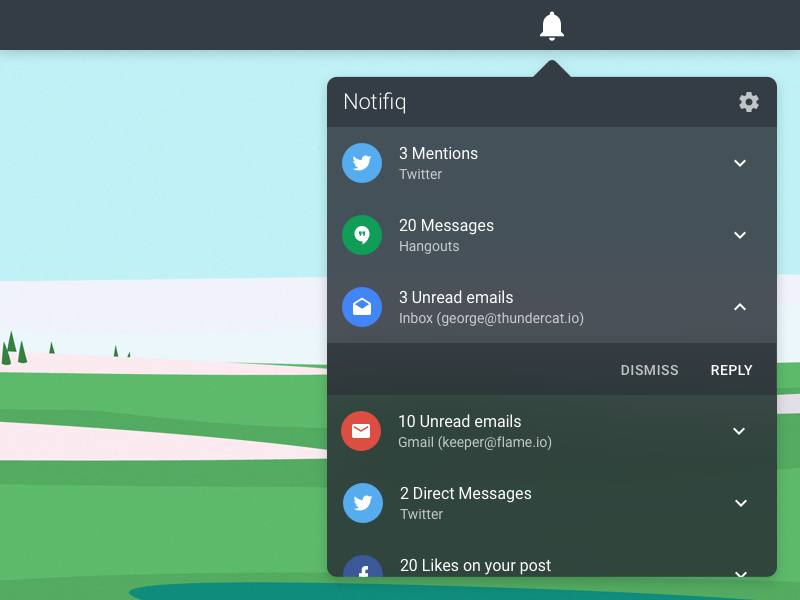 Notifiq
3 Mentions
Twitter
20 Messages
Hangouts
3 Unread emails
Inbox (george@thundercat.io)
DISMISS REPLY
10 Unread emails
Gmail (keeper@flame.io)
2 Direct Messages
Twitter
20 Likes on your post